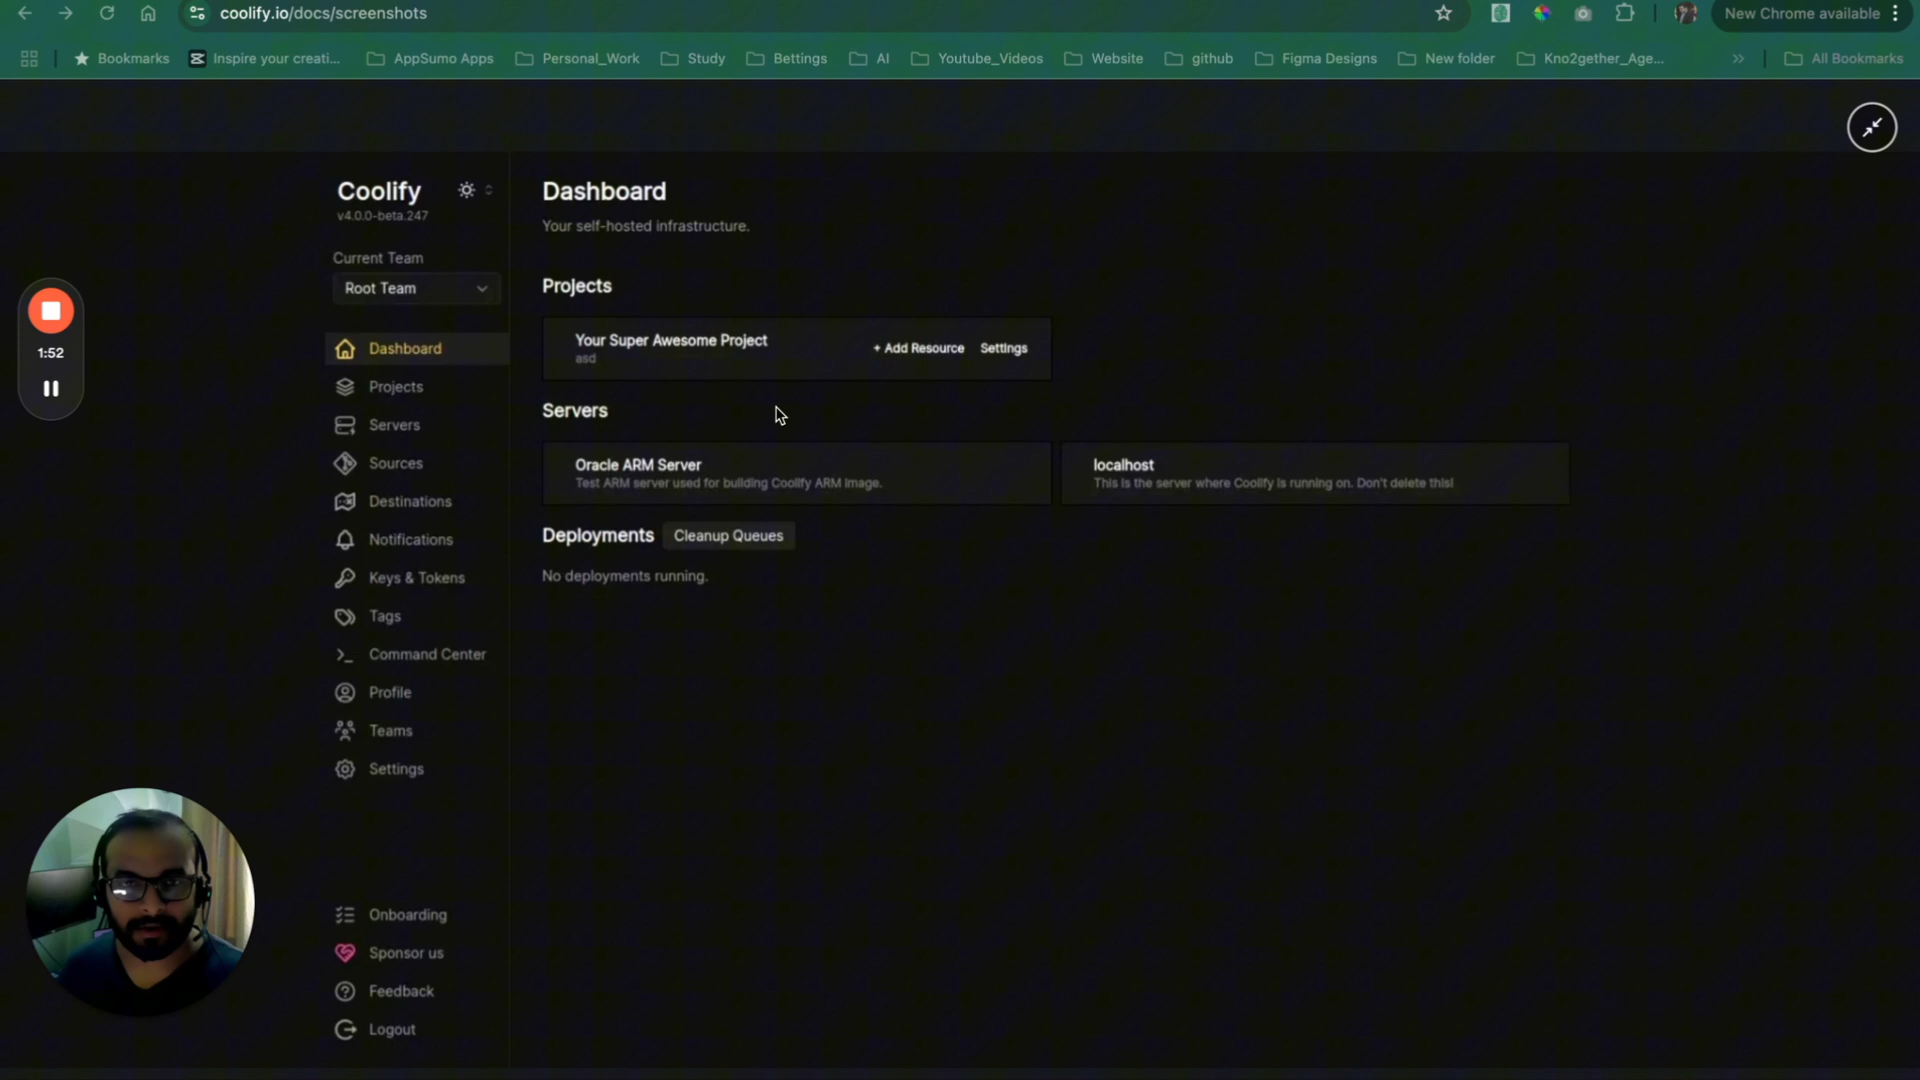 coolify.io/docs/screenshots
New Chrome available
Bookmarks
Inspire your creati...
AppSumo Apps
Personal_Work
Study
Bettings
AI
Youtube_Videos
Website
github
Figma Designs
New folder
Kno2gether_Age...
All Bookmarks
Coolify
v4.0.0-beta.247
Current Team
Root Team
Dashboard
Projects
Servers
Sources
Destinations
Notifications
Keys & Tokens
Tags
Command Center
Profile
Teams
Settings
Onboarding
Sponsor us
Feedback
Logout
Dashboard
Your self-hosted infrastructure.
Projects
Your Super Awesome Project
asd
+ Add Resource
Settings
Servers
Oracle ARM Server
Test ARM server used for building Coolify ARM image.
localhost
This is the server where Coolify is running on. Don't delete this!
Deployments
Cleanup Queues
No deployments running.
1:52